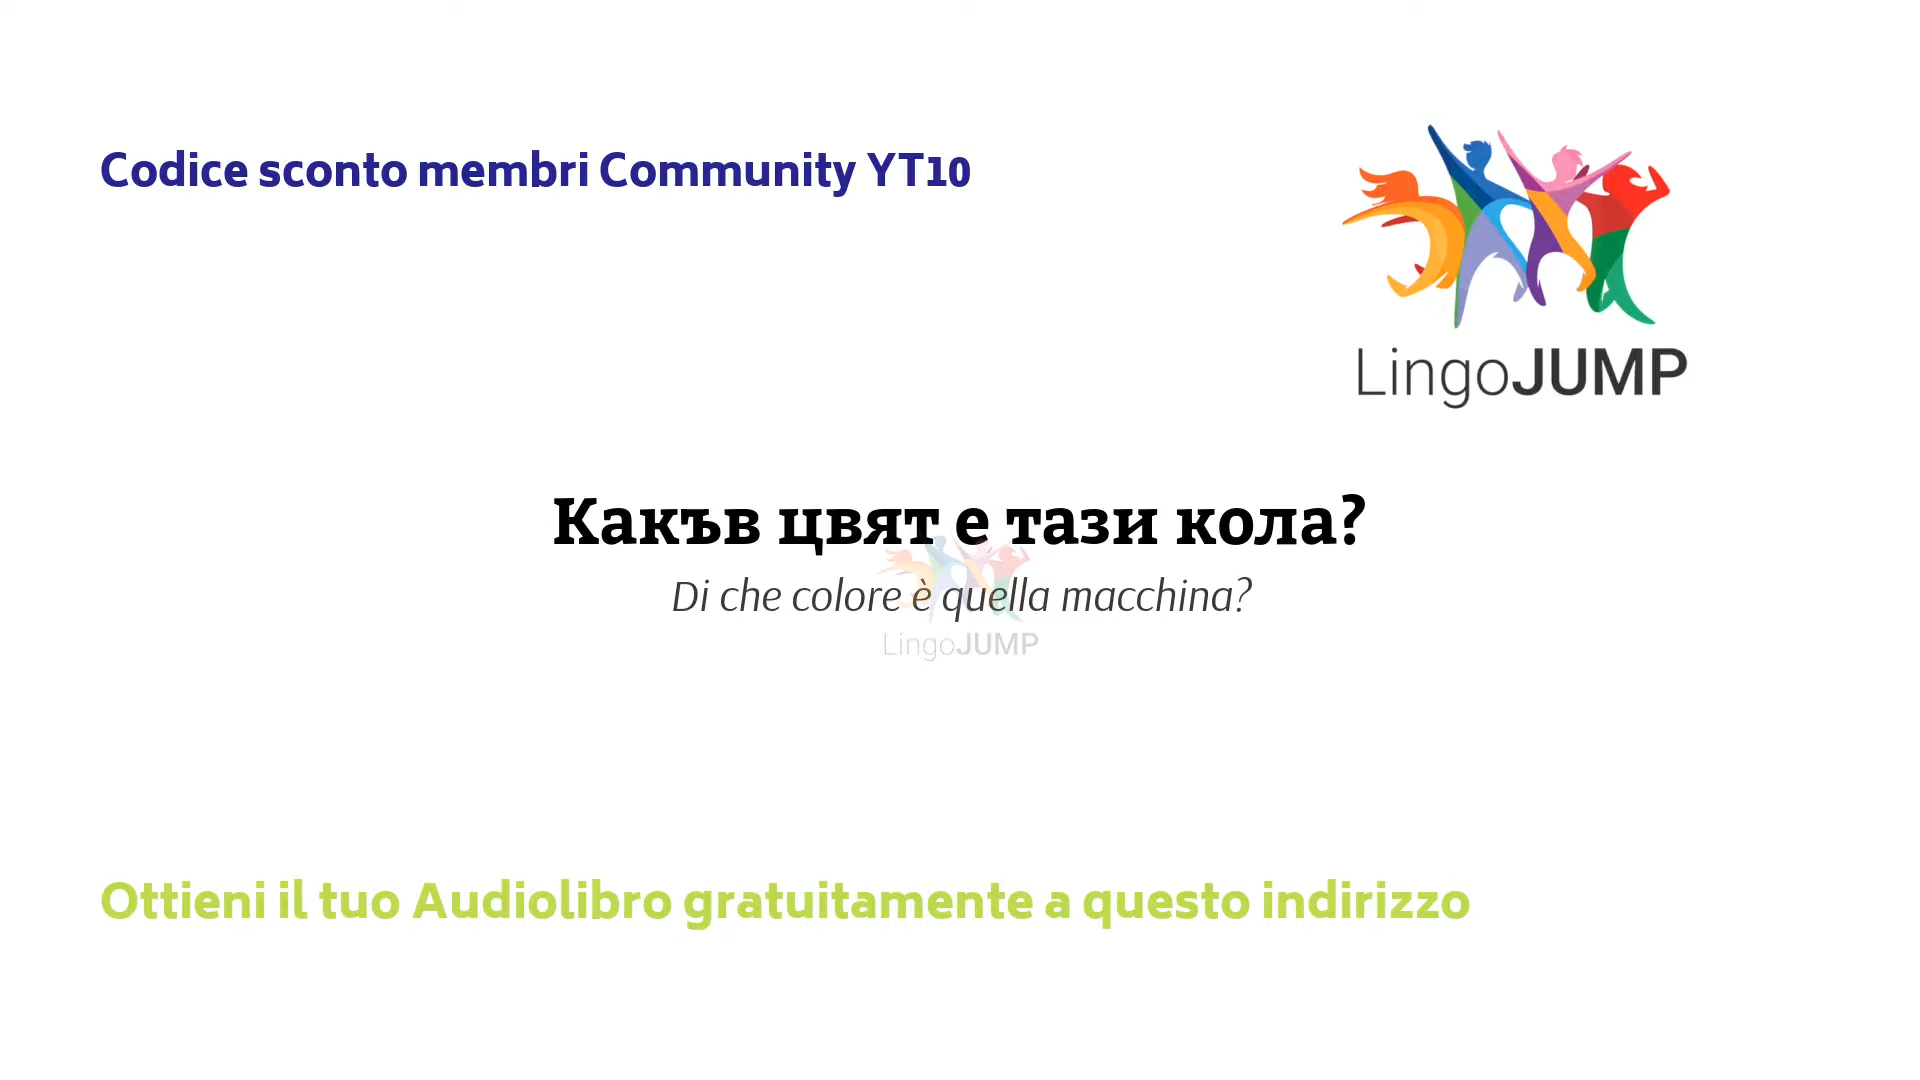 Codice sconto membri Community YT10
LingoJUMP
Какъв цвят е тази кола?
Di che colore è quella macchina?
LingoJUMP
Ottieni il tuo Audiolibro gratuitamente a questo indirizzo